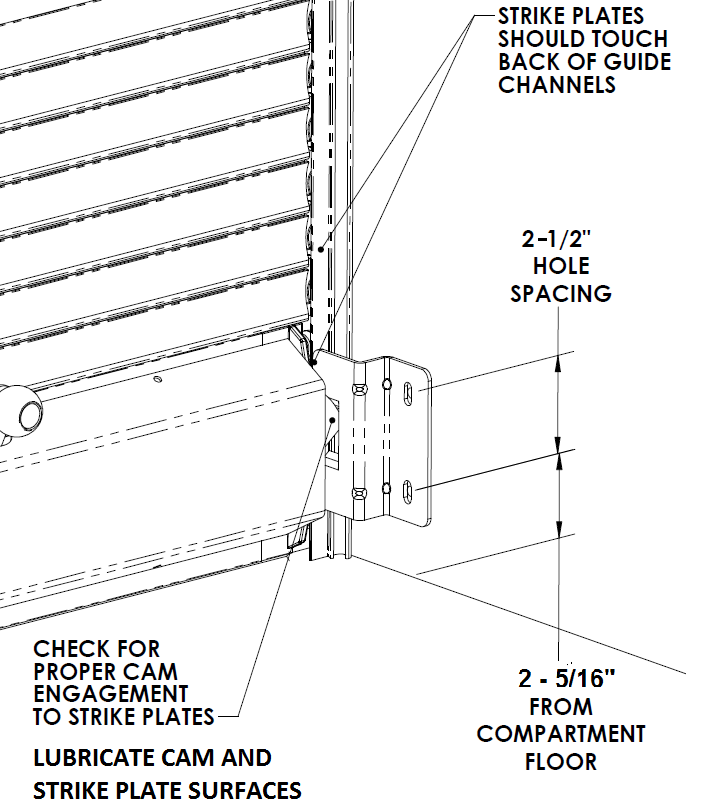 STRIKE PLATES
SHOULD TOUCH
BACK OF GUIDE
CHANNELS
2-1/2"
HOLE
SPACING
CHECK FOR
PROPER CAM
ENGAGEMENT
TO STRIKE PLATES
LUBRICATE CAM AND
STRIKE PLATE SURFACES
2 - 5/16"
FROM
COMPARTMENT
FLOOR